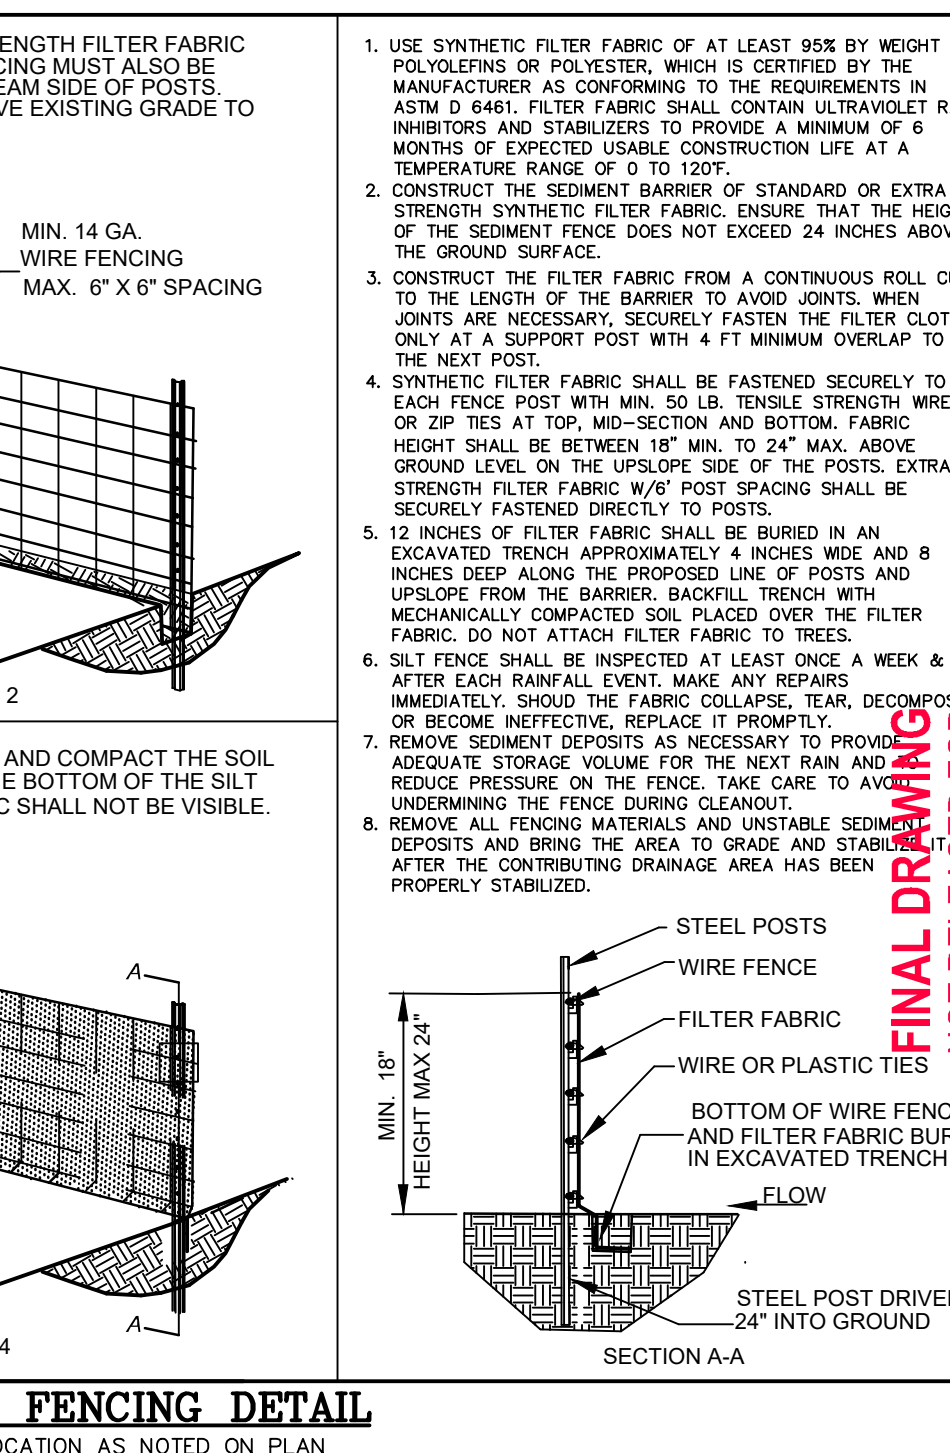 ENGTH FILTER FABRIC
CING MUST ALSO BE
EAM SIDE OF POSTS.
VE EXISTING GRADE TO
MIN. 14 GA.
WIRE FENCING
MAX. 6" X 6" SPACING
2
AND COMPACT THE SOIL
E BOTTOM OF THE SILT
C SHALL NOT BE VISIBLE.
A
A
4
1. USE SYNTHETIC FILTER FABRIC OF AT LEAST 95% BY WEIGHT
POLYOLEFINS OR POLYESTER, WHICH IS CERTIFIED BY THE
MANUFACTURER AS CONFORMING TO THE REQUIREMENTS IN
ASTM D 6461. FILTER FABRIC SHALL CONTAIN ULTRAVIOLET R
INHIBITORS AND STABILIZERS TO PROVIDE A MINIMUM OF 6
MONTHS OF EXPECTED USABLE CONSTRUCTION LIFE AT A
TEMPERATURE RANGE OF 0 TO 120°F.
2. CONSTRUCT THE SEDIMENT BARRIER OF STANDARD OR EXTRA
STRENGTH SYNTHETIC FILTER FABRIC. ENSURE THAT THE HEIG
OF THE SEDIMENT FENCE DOES NOT EXCEED 24 INCHES ABOV
THE GROUND SURFACE.
3. CONSTRUCT THE FILTER FABRIC FROM A CONTINUOUS ROLL CU
TO THE LENGTH OF THE BARRIER TO AVOID JOINTS. WHEN
JOINTS ARE NECESSARY, SECURELY FASTEN THE FILTER CLOT
ONLY AT A SUPPORT POST WITH 4 FT MINIMUM OVERLAP TO
THE NEXT POST.
4. SYNTHETIC FILTER FABRIC SHALL BE FASTENED SECURELY TO
EACH FENCE POST WITH MIN. 50 LB. TENSILE STRENGTH WIRE
OR ZIP TIES AT TOP, MID-SECTION AND BOTTOM. FABRIC
HEIGHT SHALL BE BETWEEN 18" MIN. TO 24" MAX. ABOVE
GROUND LEVEL ON THE UPSLOPE SIDE OF THE POSTS. EXTRA
STRENGTH FILTER FABRIC W/6' POST SPACING SHALL BE
SECURELY FASTENED DIRECTLY TO POSTS.
5. 12 INCHES OF FILTER FABRIC SHALL BE BURIED IN AN
EXCAVATED TRENCH APPROXIMATELY 4 INCHES WIDE AND 8
INCHES DEEP ALONG THE PROPOSED LINE OF POSTS AND
UPSLOPE FROM THE BARRIER. BACKFILL TRENCH WITH
MECHANICALLY COMPACTED SOIL PLACED OVER THE FILTER
FABRIC. DO NOT ATTACH FILTER FABRIC TO TREES.
6. SILT FENCE SHALL BE INSPECTED AT LEAST ONCE A WEEK &
AFTER EACH RAINFALL EVENT. MAKE ANY REPAIRS
IMMEDIATELY. SHOUD THE FABRIC COLLAPSE, TEAR, DECOMPOS
OR BECOME INEFFECTIVE, REPLACE IT PROMPTLY.
7. REMOVE SEDIMENT DEPOSITS AS NECESSARY TO PROVIDE
ADEQUATE STORAGE VOLUME FOR THE NEXT RAIN AND TO
REDUCE PRESSURE ON THE FENCE. TAKE CARE TO AVOID
UNDERMINING THE FENCE DURING CLEANOUT.
8. REMOVE ALL FENCING MATERIALS AND UNSTABLE SEDIMENT
DEPOSITS AND BRING THE AREA TO GRADE AND STABILIZE IT
AFTER THE CONTRIBUTING DRAINAGE AREA HAS BEEN
PROPERLY STABILIZED.
FINAL DRAWING
STEEL POSTS
WIRE FENCE
FILTER FABRIC
WIRE OR PLASTIC TIES
BOTTOM OF WIRE FENC
AND FILTER FABRIC BUR
IN EXCAVATED TRENCH
FLOW
MIN. 18"
HEIGHT MAX 24"
STEEL POST DRIVE
24" INTO GROUND
SECTION A-A
FENCING DETAIL
OCATION AS NOTED ON PLAN